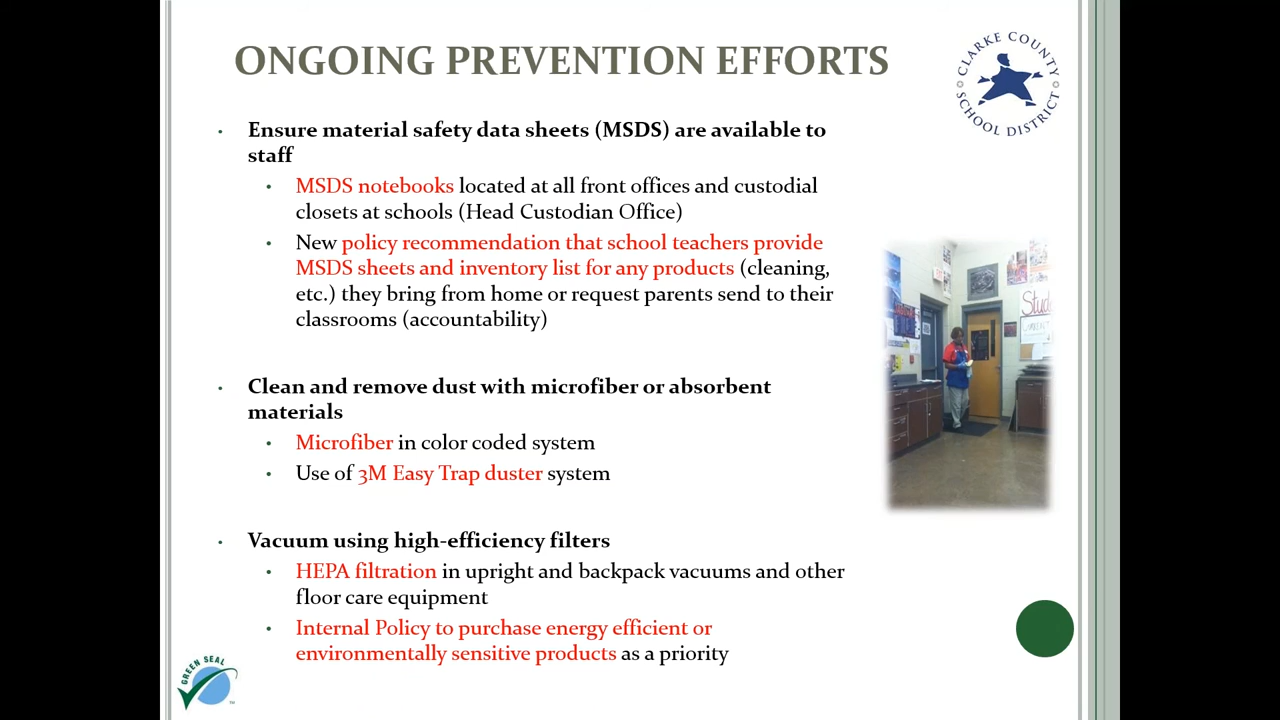 ONGOING PREVENTION EFFORTS
CLARKE COUNTY
SCHOOL DISTRICT
• Ensure material safety data sheets (MSDS) are available to
staff
• MSDS notebooks located at all front offices and custodial
closets at schools (Head Custodian Office)
• New policy recommendation that school teachers provide
MSDS sheets and inventory list for any products (cleaning,
etc.) they bring from home or request parents send to their
classrooms (accountability)
• Clean and remove dust with microfiber or absorbent
materials
• Microfiber in color coded system
• Use of 3M Easy Trap duster system
• Vacuum using high-efficiency filters
• HEPA filtration in upright and backpack vacuums and other
floor care equipment
• Internal Policy to purchase energy efficient or
environmentally sensitive products as a priority
GREEN SEAL